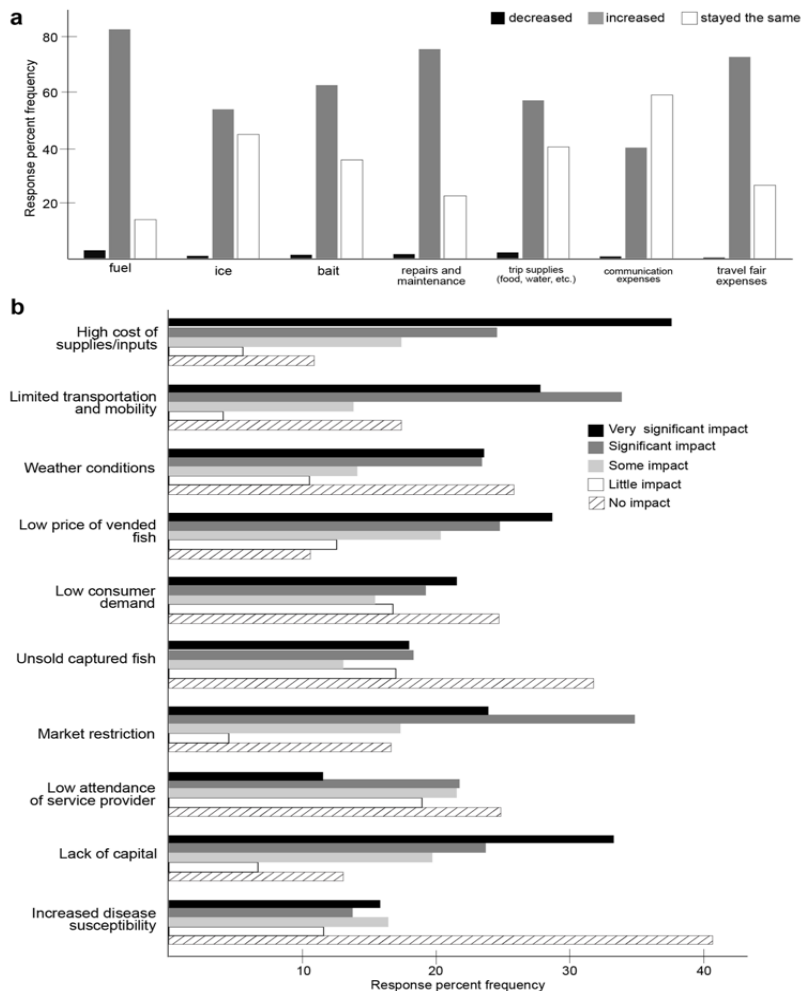 a
decreased increased stayed the same
Response percent frequency
80
60
40
20
fuel
ice
bait
repairs and
maintenance
trip supplies
(food, water, etc.)
communication
expenses
travel fair
expenses
b
High cost of
supplies/inputs
Limited transportation
and mobility
Weather conditions
Low price of vended
fish
Low consumer
demand
Unsold captured fish
Market restriction
Low attendance
of service provider
Lack of capital
Increased disease
susceptibility
Very significant impact
Significant impact
Some impact
Little impact
No impact
10 20 30 40
Response percent frequency